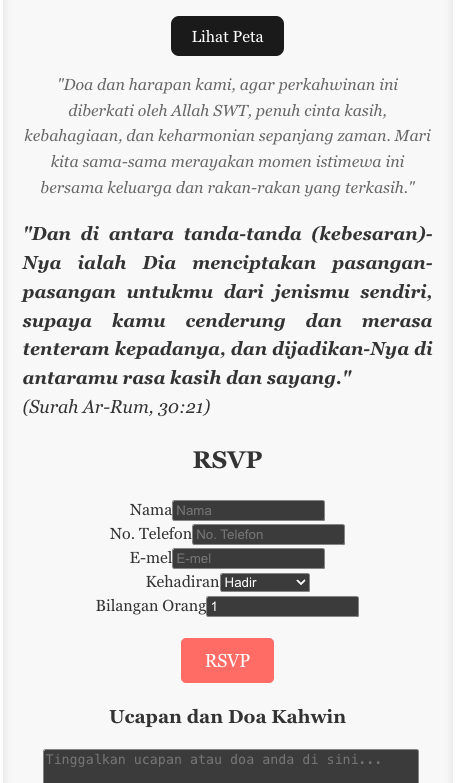 Lihat Peta
"Doa dan harapan kami, agar perkahwinan ini
diberkati oleh Allah SWT, penuh cinta kasih,
kebahagiaan, dan keharmonian sepanjang zaman. Mari
kita sama-sama merayakan momen istimewa ini
bersama keluarga dan rakan-rakan yang terkasih."
"Dan di antara tanda-tanda (kebesaran)-
Nya ialah Dia menciptakan pasangan-
pasangan untukmu dari jenismu sendiri,
supaya kamu cenderung dan merasa
tenteram kepadanya, dan dijadikan-Nya di
antaramu rasa kasih dan sayang."
(Surah Ar-Rum, 30:21)
RSVP
Nama Nama
No. Telefon No. Telefon
E-mel E-mel
Kehadiran Hadir
Bilangan Orang 1
RSVP
Ucapan dan Doa Kahwin
Tinggalkan ucapan atau doa anda di sini...